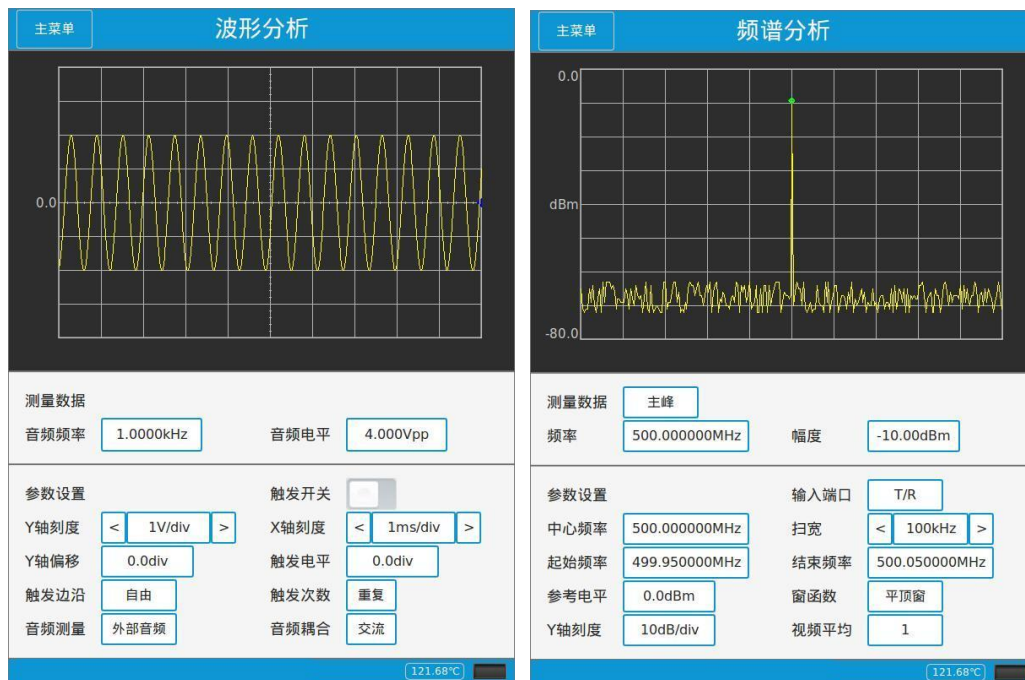 主菜单
波形分析
0.0
测量数据
音频频率 1.0000kHz 音频电平 4.000Vpp
参数设置 触发开关
Y轴刻度 < 1V/div > X轴刻度 < 1ms/div >
Y轴偏移 0.0div 触发电平 0.0div
触发边沿 自由 触发次数 重复
音频测量 外部音频 音频耦合 交流
121.68℃
主菜单
频谱分析
0.0
dBm
-80.0
测量数据 主峰
频率 500.000000MHz 幅度 -10.00dBm
参数设置 输入端口 T/R
中心频率 500.000000MHz 扫宽 < 100kHz >
起始频率 499.950000MHz 结束频率 500.050000MHz
参考电平 0.0dBm 窗函数 平顶窗
Y轴刻度 10dB/div 视频平均 1
121.68℃